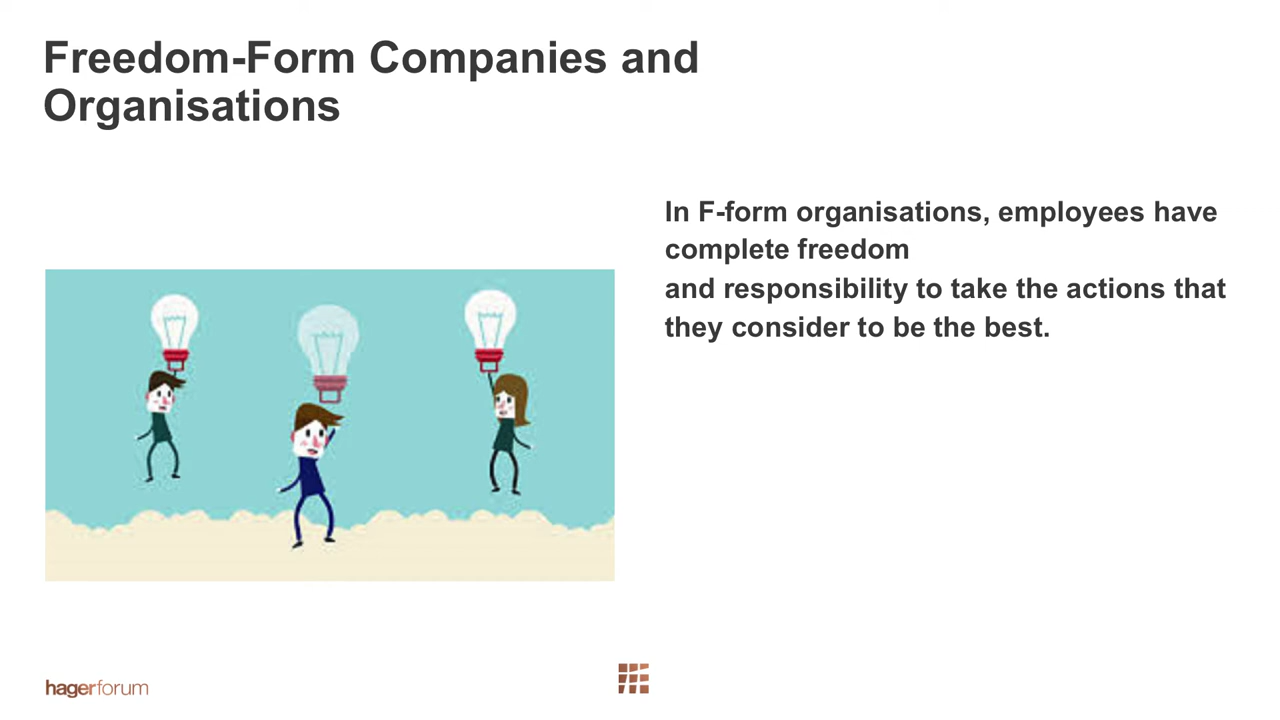 Freedom-Form Companies and
Organisations
In F-form organisations, employees have
complete freedom
and responsibility to take the actions that
they consider to be the best.
hagerforum